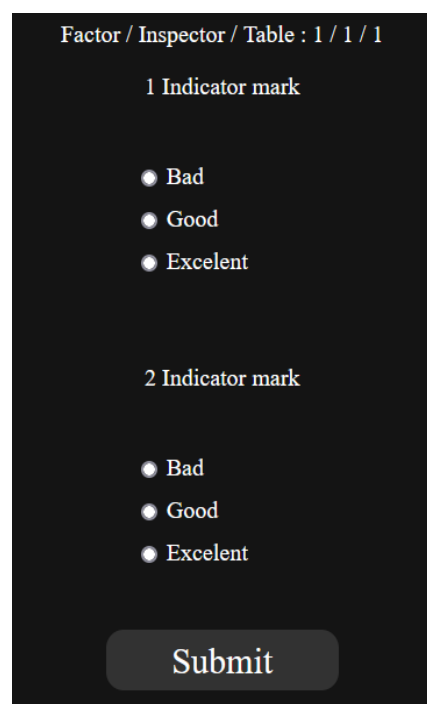 Factor / Inspector / Table : 1 / 1 / 1
1 Indicator mark
Bad
Good
Excelent
2 Indicator mark
Bad
Good
Excelent
Submit